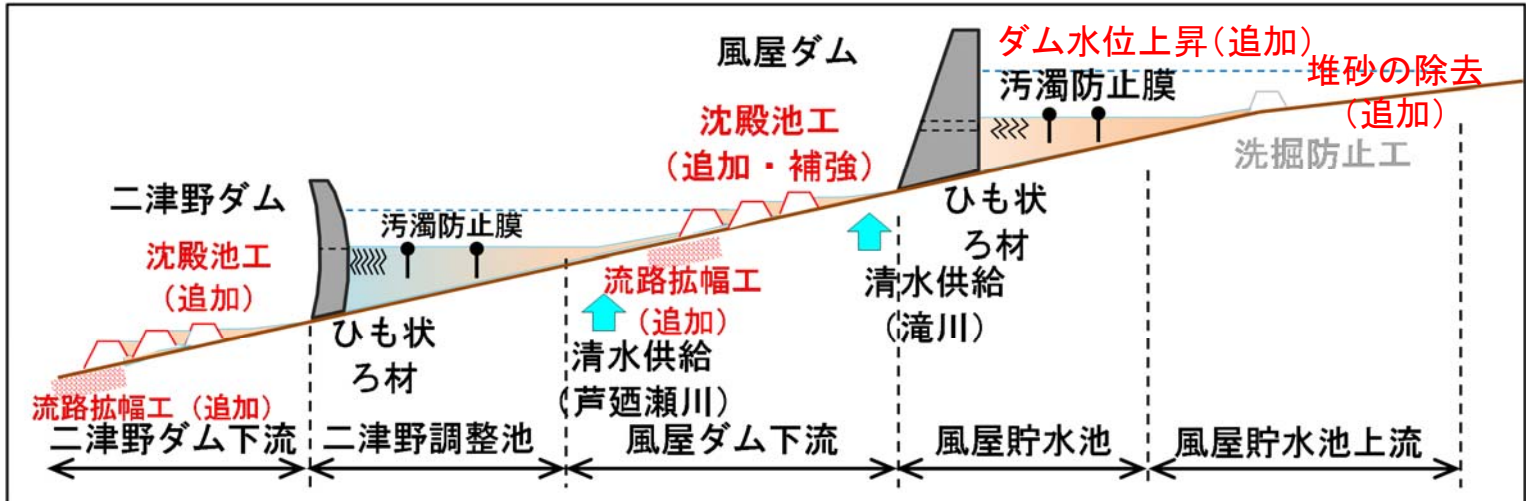 風屋ダム
ダム水位上昇（追加）
堆砂の除去
（追加）
汚濁防止膜
洗掘防止工
沈殿池工
（追加・補強）
二津野ダム
汚濁防止膜
沈殿池工
（追加）
ひも状
ろ材
流路拡幅工
（追加）
清水供給
（滝川）
ひも状
ろ材
清水供給
（芦廼瀬川）
流路拡幅工（追加）
二津野ダム下流
二津野調整池
風屋ダム下流
風屋貯水池
風屋貯水池上流